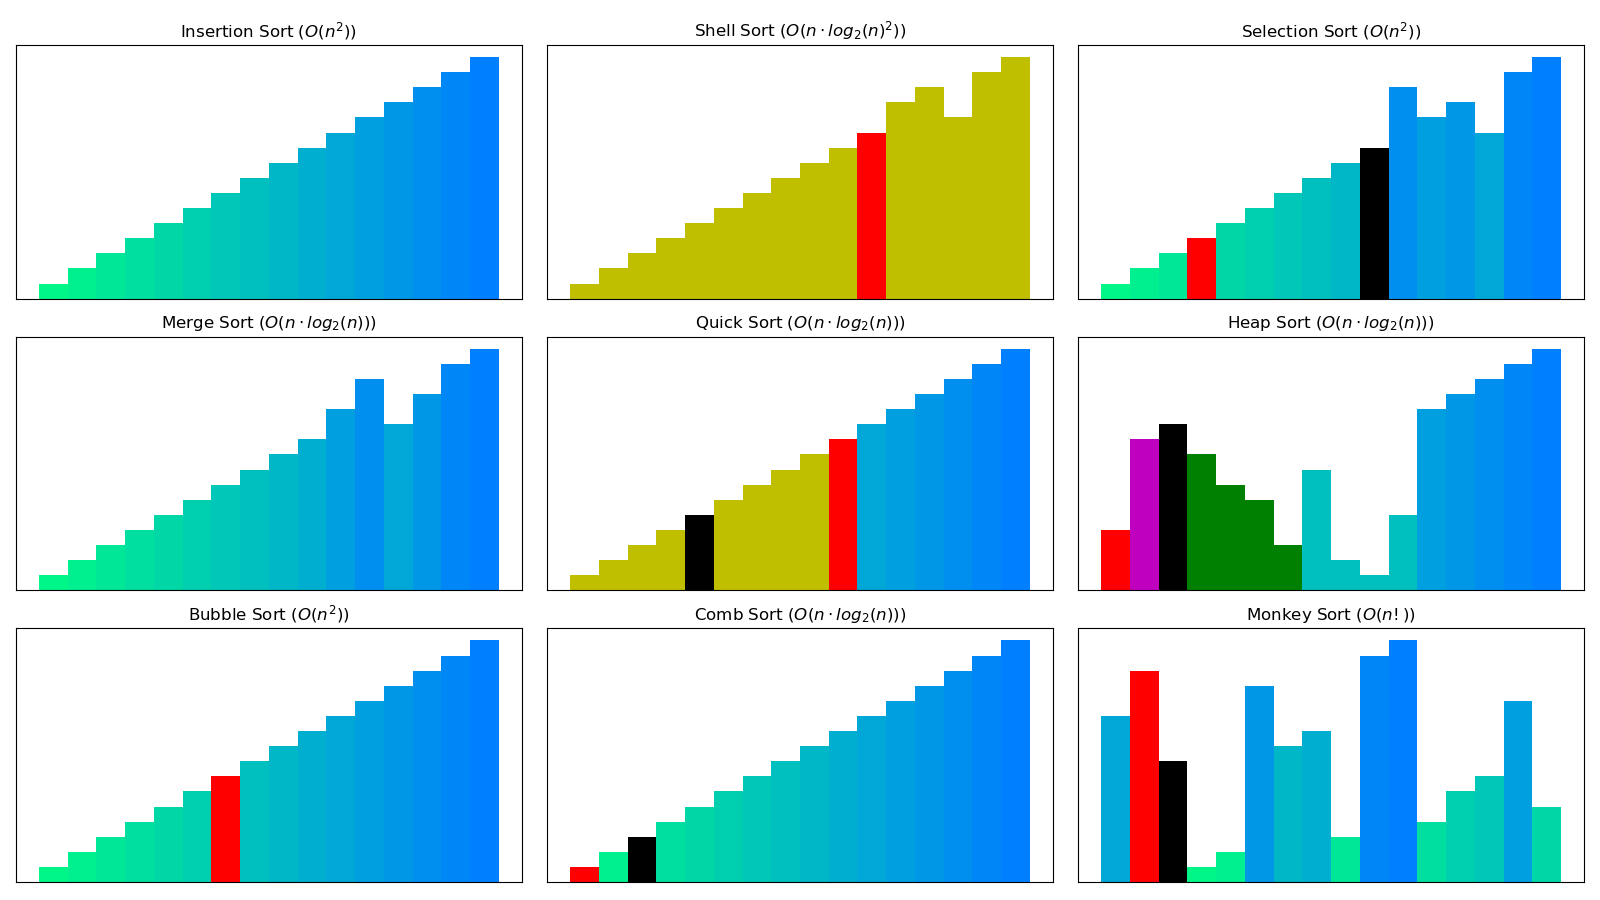 Insertion Sort (O(n²))
Shell Sort (O(n · log₂(n)²))
Selection Sort (O(n²))
Merge Sort (O(n · log₂(n)))
Quick Sort (O(n · log₂(n)))
Heap Sort (O(n · log₂(n)))
Bubble Sort (O(n²))
Comb Sort (O(n · log₂(n)))
Monkey Sort (O(n!))